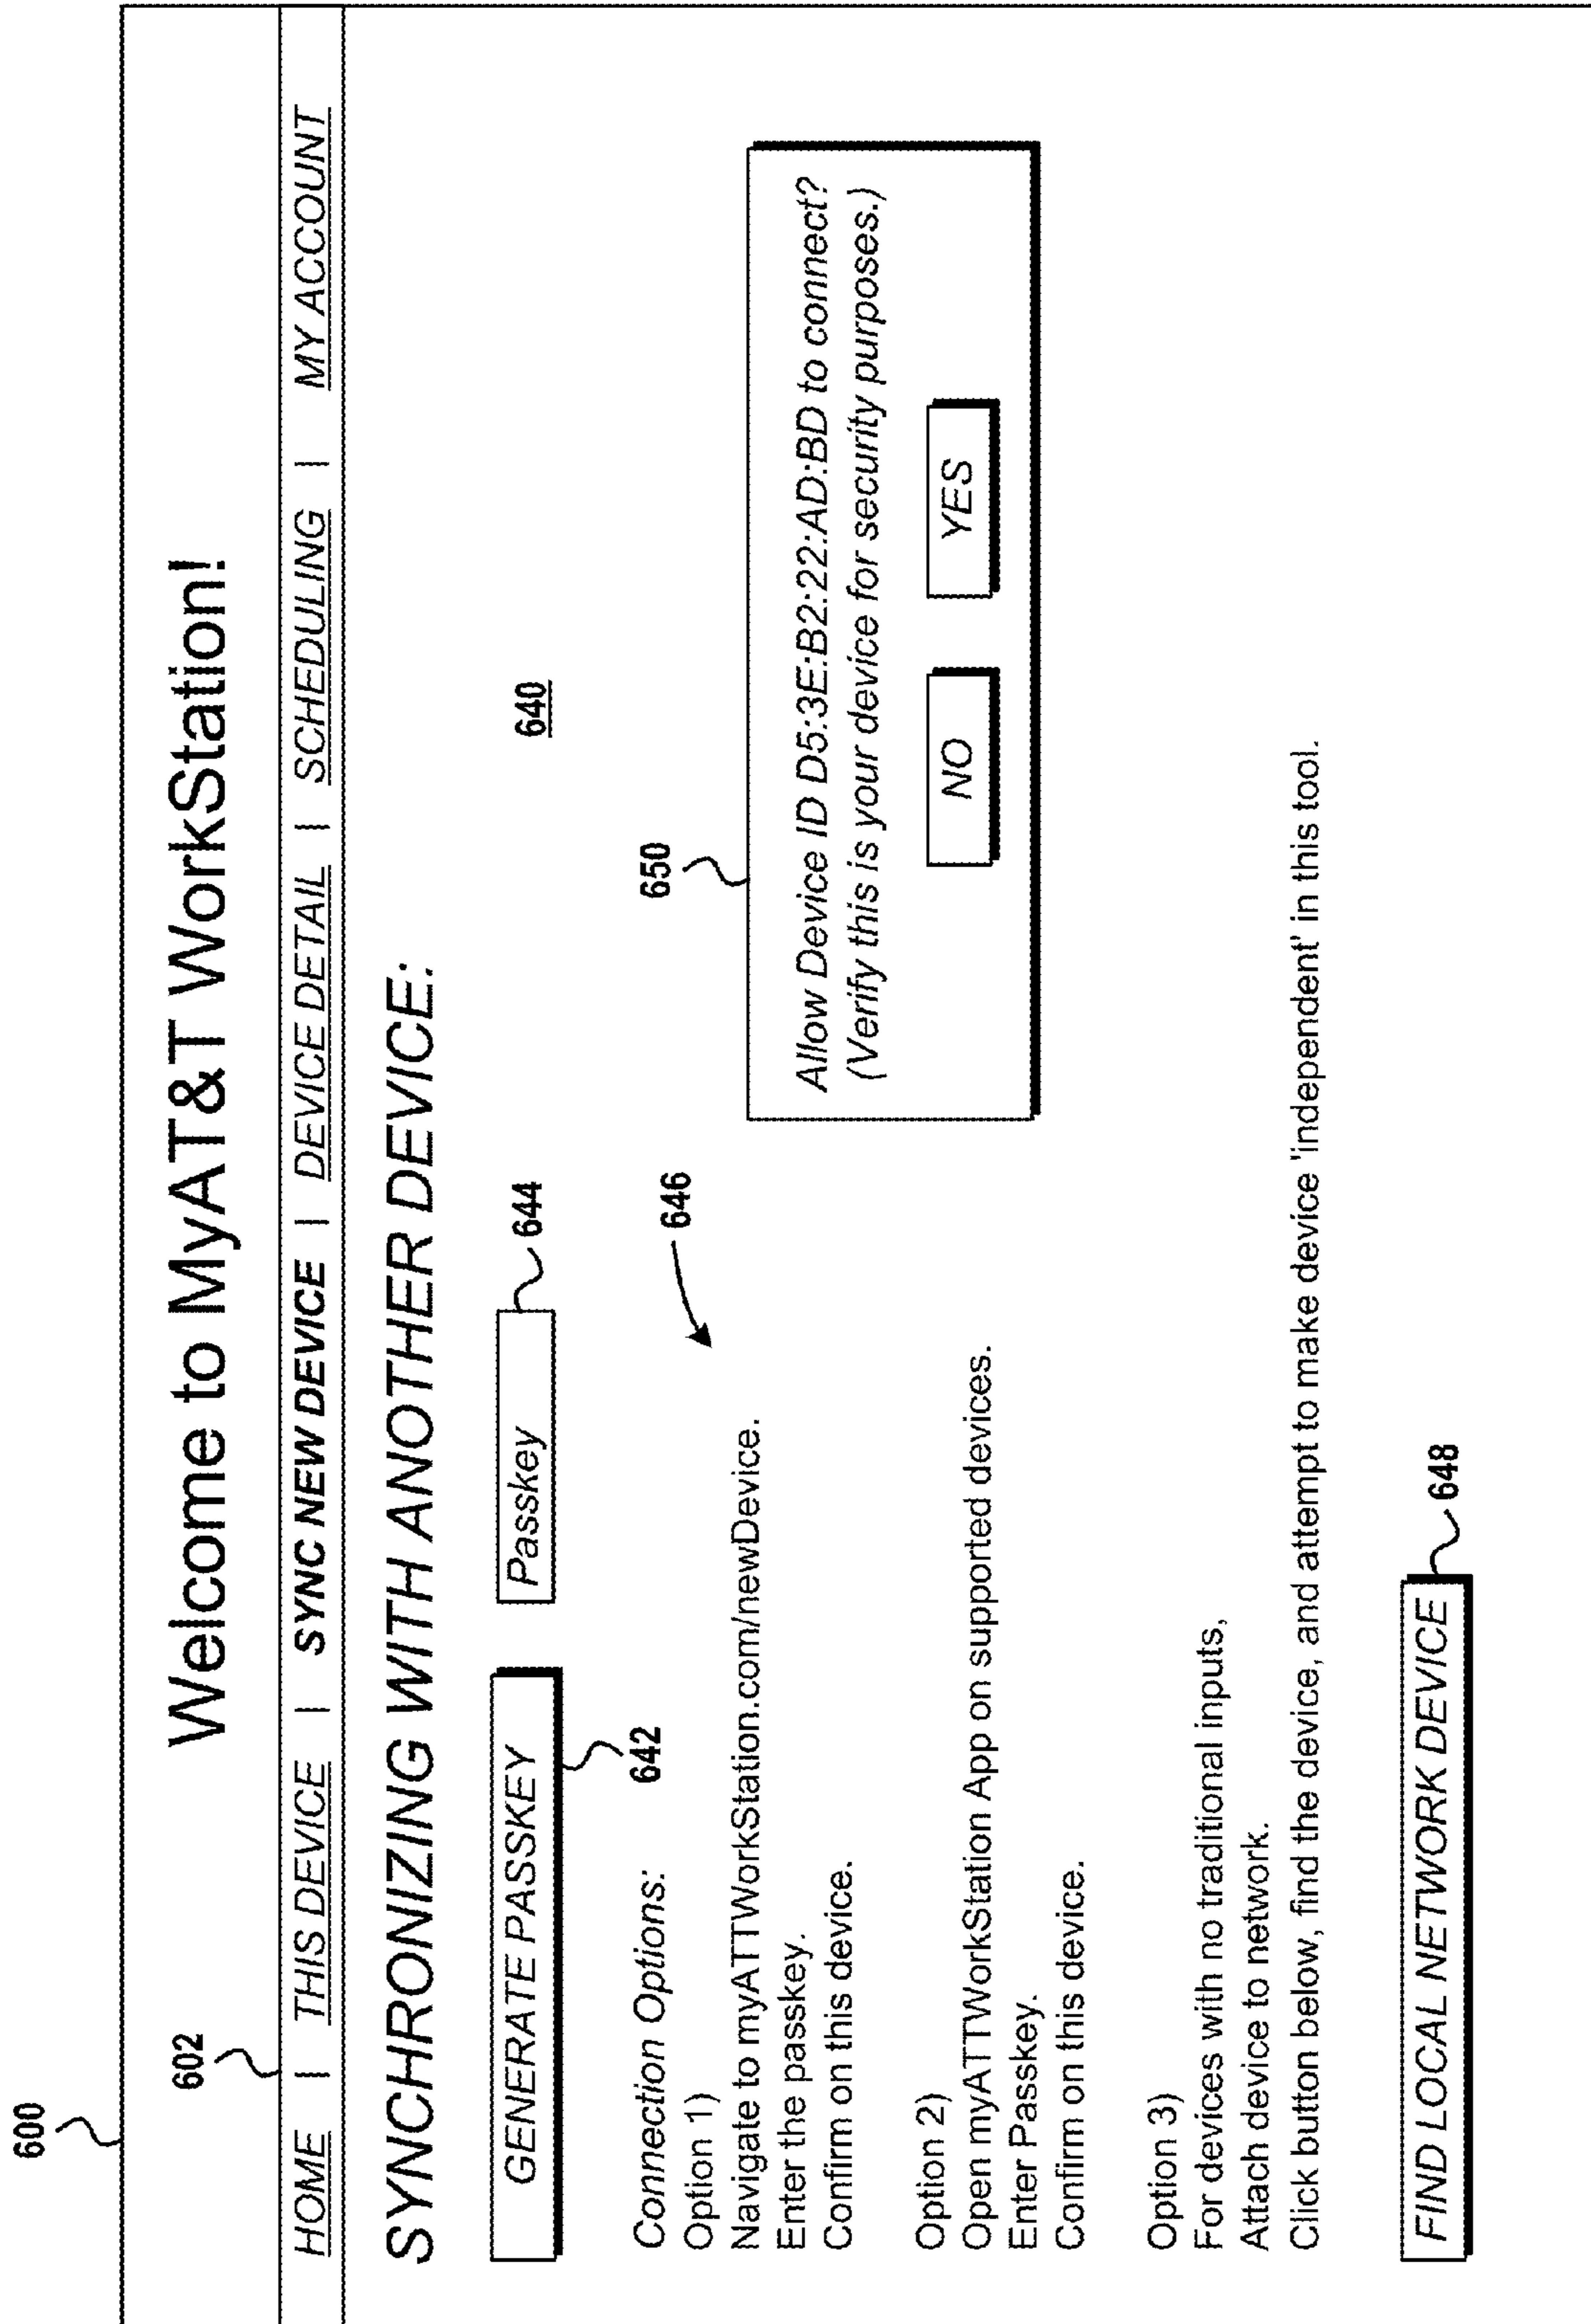 600
Welcome to MyAT&T WorkStation!
602
HOME | THIS DEVICE | SYNC NEW DEVICE | DEVICE DETAIL | SCHEDULING | MY ACCOUNT
SYNCHRONIZING WITH ANOTHER DEVICE:
GENERATE PASSKEY
Passkey
644
640
642
Connection Options:
646
650
Option 1)
Navigate to myATTWorkStation.com/newDevice.
Enter the passkey.
Confirm on this device.
Allow Device ID D5:3E:B2:22:AD:BD to connect?
(Verify this is your device for security purposes.)
NO
YES
Option 2)
Open myATTWorkStation App on supported devices.
Enter Passkey.
Confirm on this device.
Option 3)
For devices with no traditional inputs,
Attach device to network.
Click button below, find the device, and attempt to make device 'independent' in this tool.
FIND LOCAL NETWORK DEVICE
648